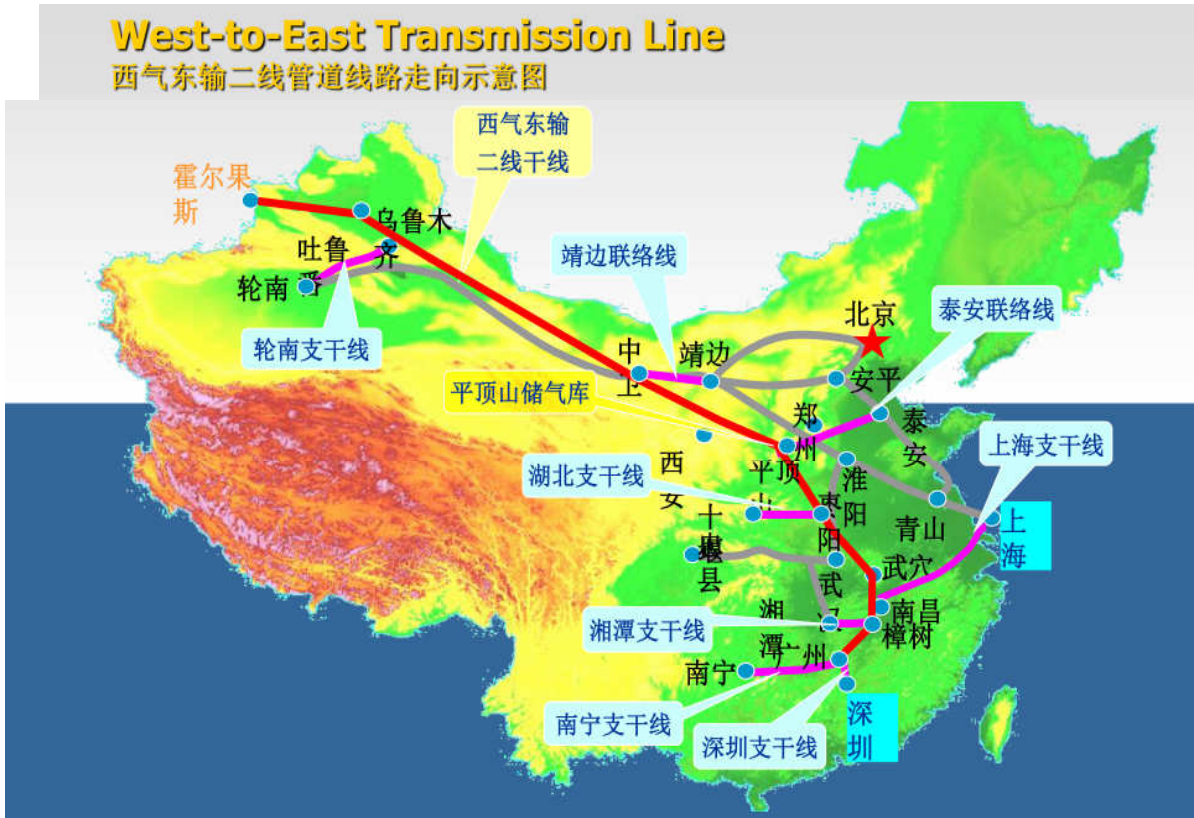 West-to-East Transmission Line
西气东输二线管道线路走向示意图
西气东输
二线干线
霍尔果
斯
乌鲁木
齐
吐鲁
番
轮南
轮南支干线
靖边联络线
北京
泰安联络线
中
卫
靖边
安平
平顶山储气库
郑
州
泰
安
上海支干线
西
安
平顶
山
淮
阳
湖北支干线
枣
阳
十
堰
青山
上
海
忠
县
武
汉
武穴
南昌
樟树
湘
潭
湘潭支干线
广州
南宁
南宁支干线
深圳支干线
深
圳